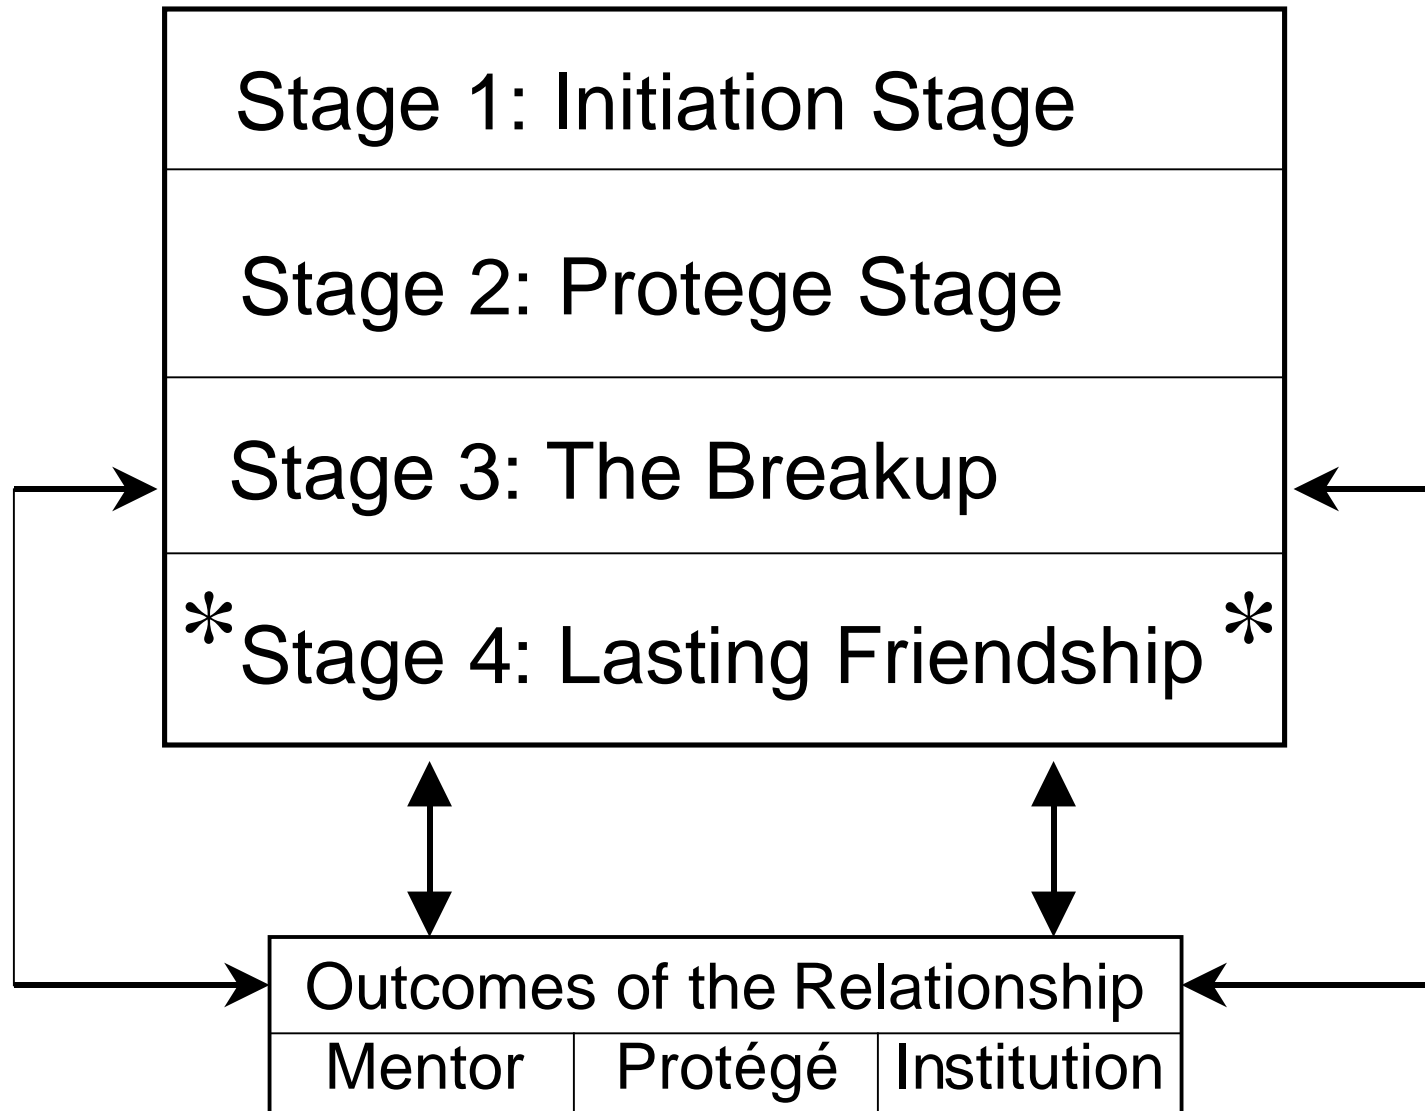 Stage 1: Initiation Stage
Stage 2: Protege Stage
Stage 3: The Breakup
*Stage 4: Lasting Friendship*
Outcomes of the Relationship
Mentor Protégé Institution